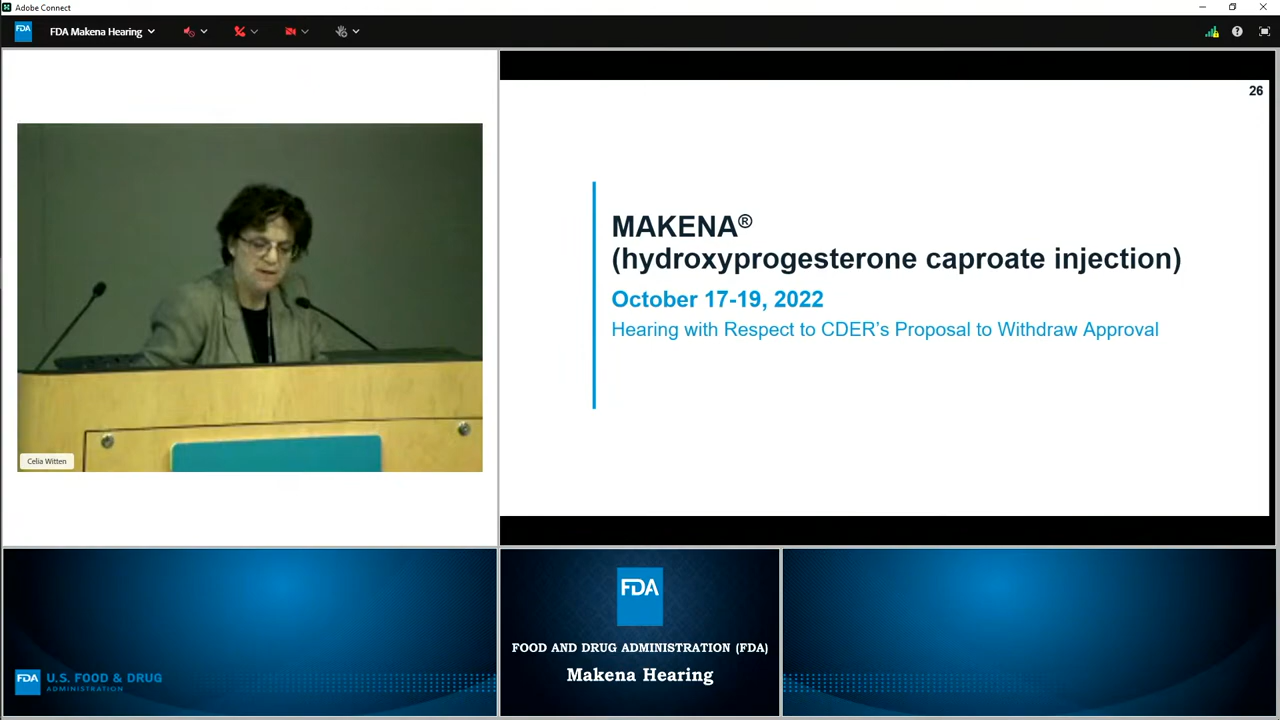 Adobe Connect
FDA
FDA Makena Hearing
26
MAKENA®
(hydroxyprogesterone caproate injection)
October 17-19, 2022
Hearing with Respect to CDER's Proposal to Withdraw Approval
Celia Witten
FDA
U.S. FOOD & DRUG
ADMINISTRATION
FDA
FOOD AND DRUG ADMINISTRATION (FDA)
Makena Hearing